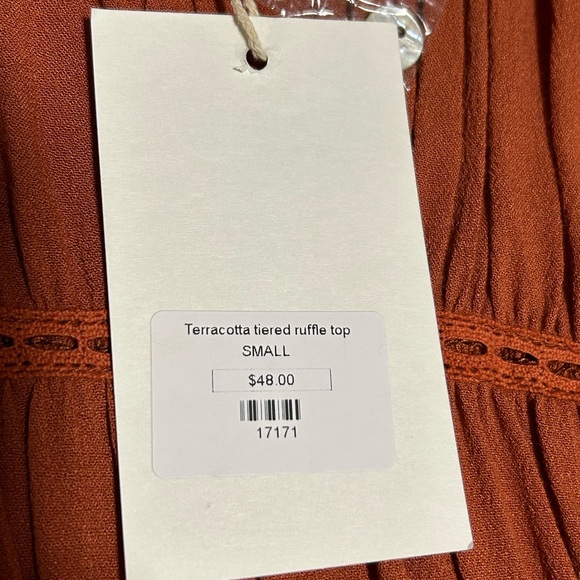 Terracotta tiered ruffle top
SMALL
$48.00
17171